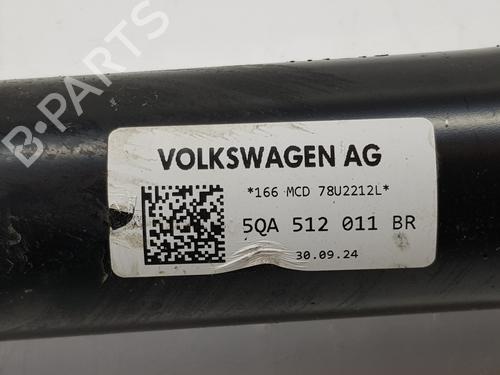 B-PARTS
VOLKSWAGEN AG
*166 MCD 78U2212L*
5QA 512 011 BR
30.09.24